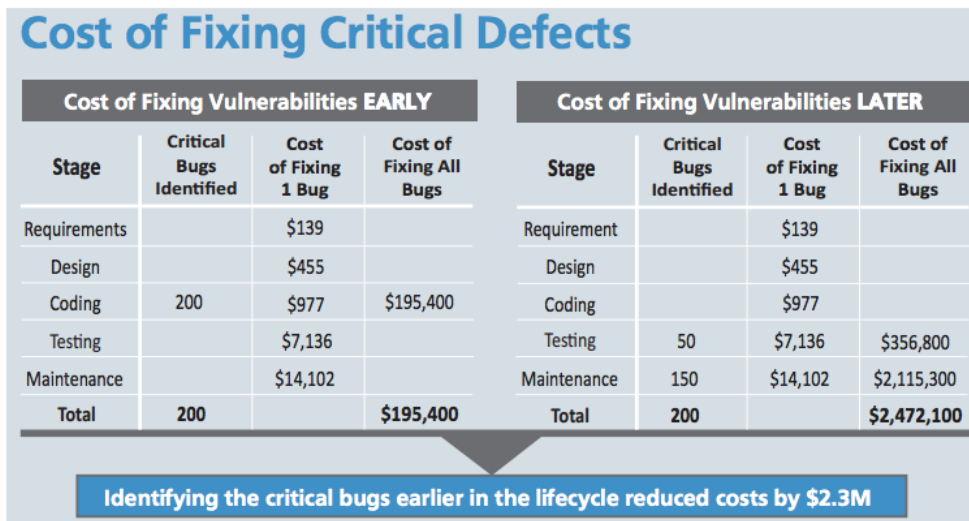 Cost of Fixing Critical Defects
Cost of Fixing Vulnerabilities EARLY
Stage
Critical
Bugs
Identified
Cost
of Fixing
1 Bug
Cost of
Fixing All
Bugs
Requirements $139
Design $455
Coding 200 $977 $195,400
Testing $7,136
Maintenance $14,102
Total 200 $195,400
Cost of Fixing Vulnerabilities LATER
Stage
Critical
Bugs
Identified
Cost
of Fixing
1 Bug
Cost of
Fixing All
Bugs
Requirement $139
Design $455
Coding $977
Testing 50 $7,136 $356,800
Maintenance 150 $14,102 $2,115,300
Total 200 $2,472,100
Identifying the critical bugs earlier in the lifecycle reduced costs by $2.3M